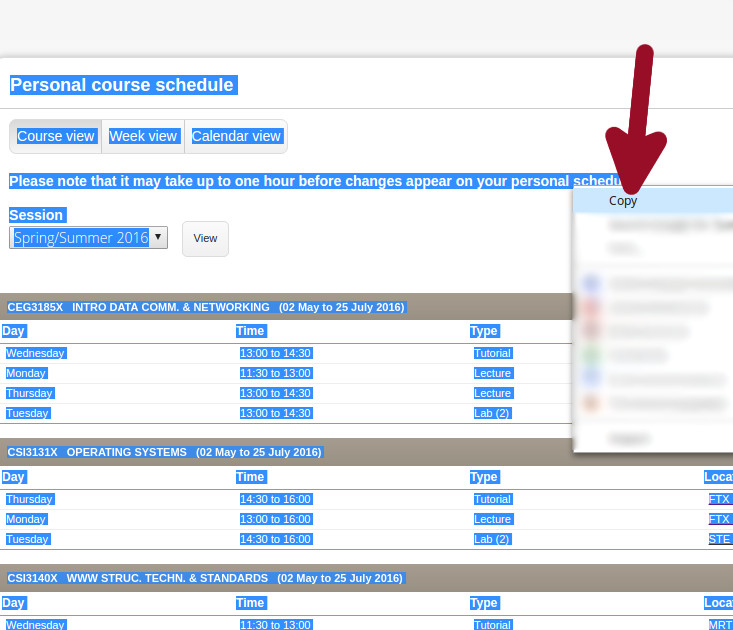 Personal course schedule
Course view Week view Calendar view
Please note that it may take up to one hour before changes appear on your personal
Copy
Session
Spring/Summer 2016 View
CEG3185X INTRO DATA COMM. & NETWORKING (02 May to 25 July 2016)
Day Time Type
Wednesday 13:00 to 14:30 Tutorial
Monday 11:30 to 13:00 Lecture
Thursday 13:00 to 14:30 Lecture
Tuesday 13:00 to 14:30 Lab (2)
CSI3131X OPERATING SYSTEMS (02 May to 25 July 2016)
Day Time Type Loca
Thursday 14:30 to 16:00 Tutorial FTX
Monday 13:00 to 16:00 Lecture FTX
Tuesday 14:30 to 16:00 Lab (2) STE
CSI3140X WWW STRUC. TECHN. & STANDARDS (02 May to 25 July 2016)
Day Time Type Loca
Wednesday 11:30 to 13:00 Tutorial MRT